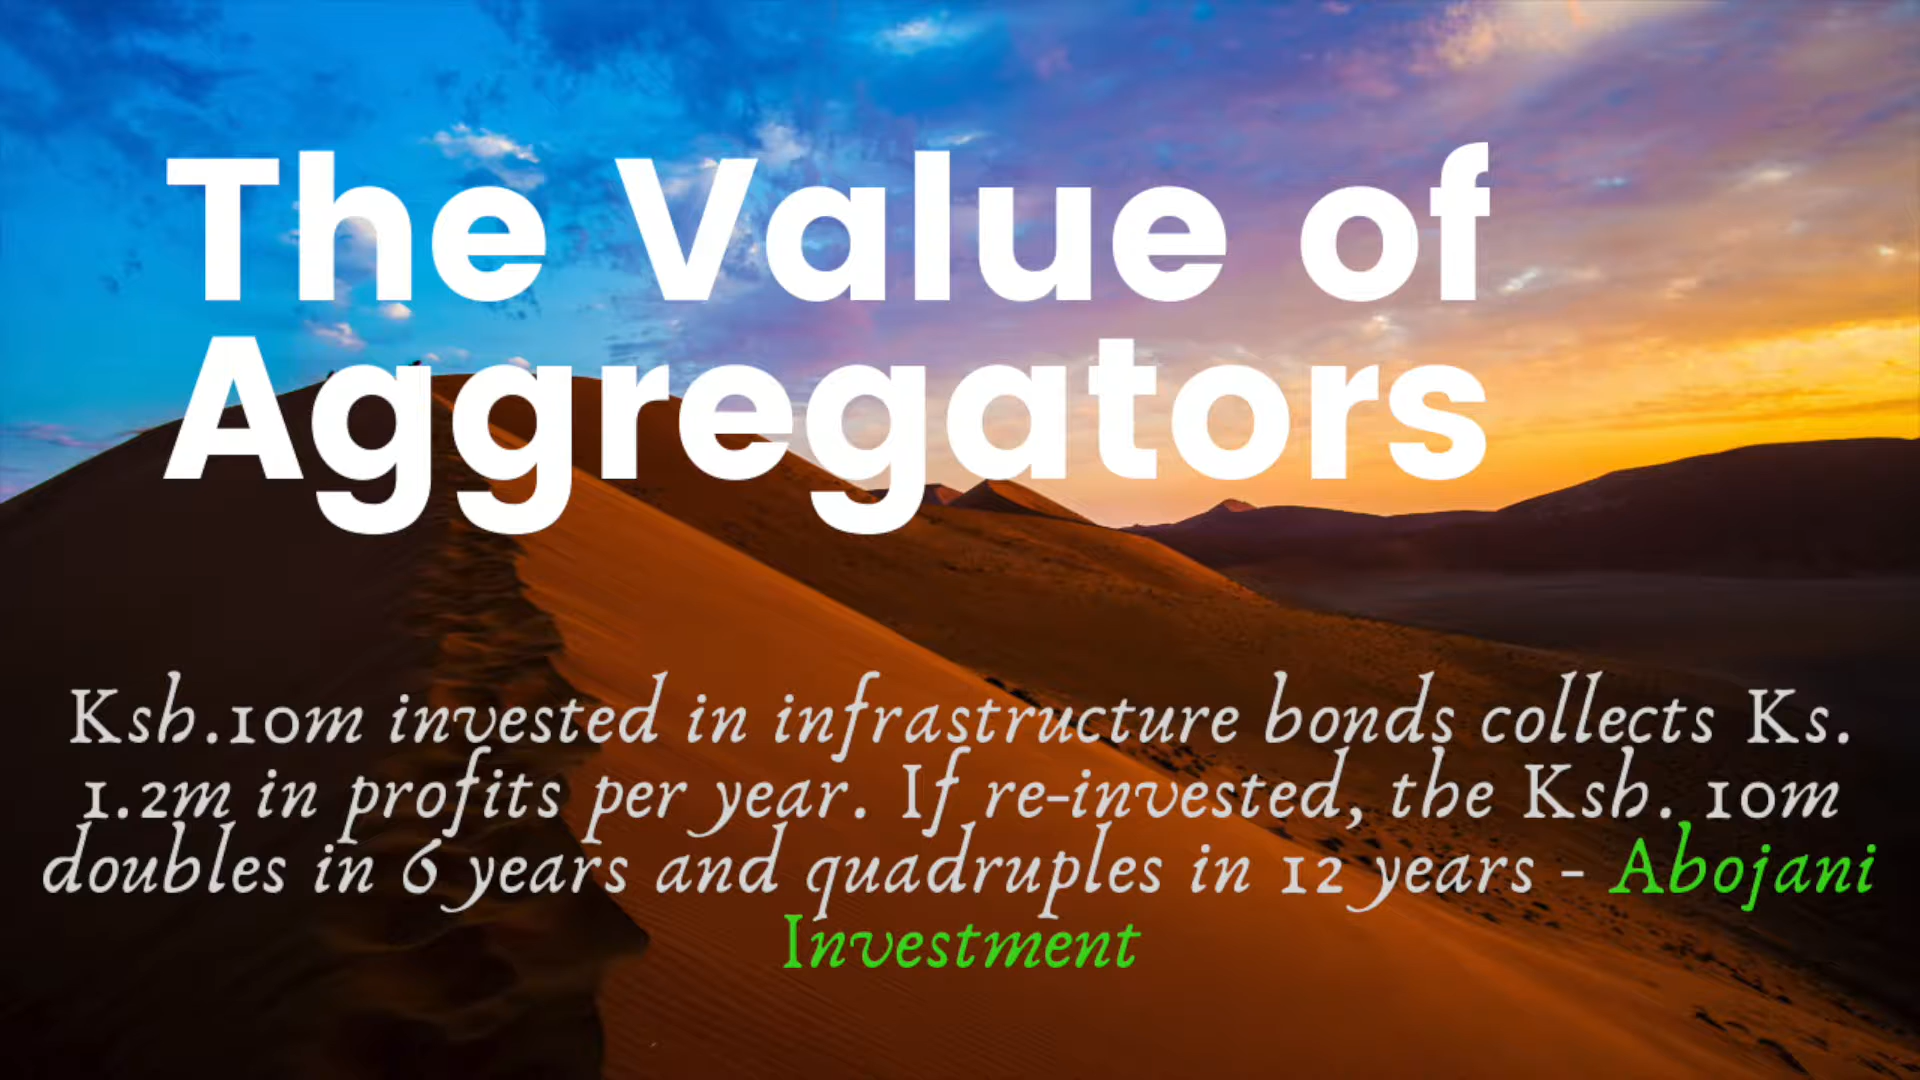 The Value of
Aggregators
Ksh.10m invested in infrastructure bonds collects Ks.
1.2m in profits per year. If re-invested, the Ksh. 10m
doubles in 6 years and quadruples in 12 years - Abojani
Investment